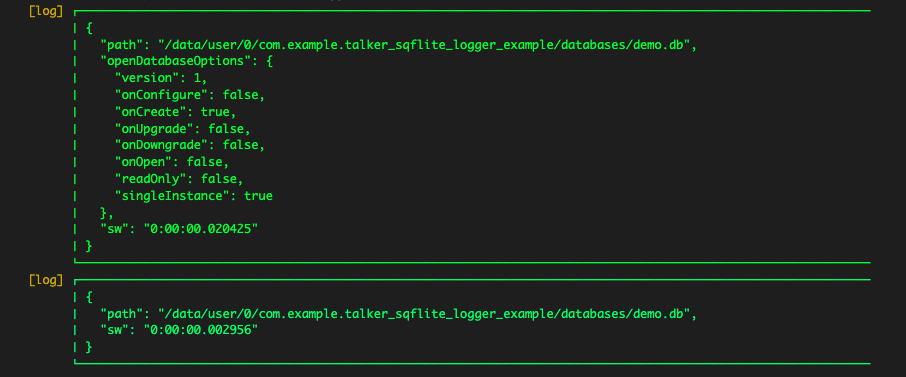 [log]
{
"path": "/data/user/0/com.example.talker_sqflite_logger_example/databases/demo.db",
"openDatabaseOptions": {
"version": 1,
"onConfigure": false,
"onCreate": true,
"onUpgrade": false,
"onDowngrade": false,
"onOpen": false,
"readOnly": false,
"singleInstance": true
},
"sw": "0:00:00.020425"
}
[log]
{
"path": "/data/user/0/com.example.talker_sqflite_logger_example/databases/demo.db",
"sw": "0:00:00.002956"
}